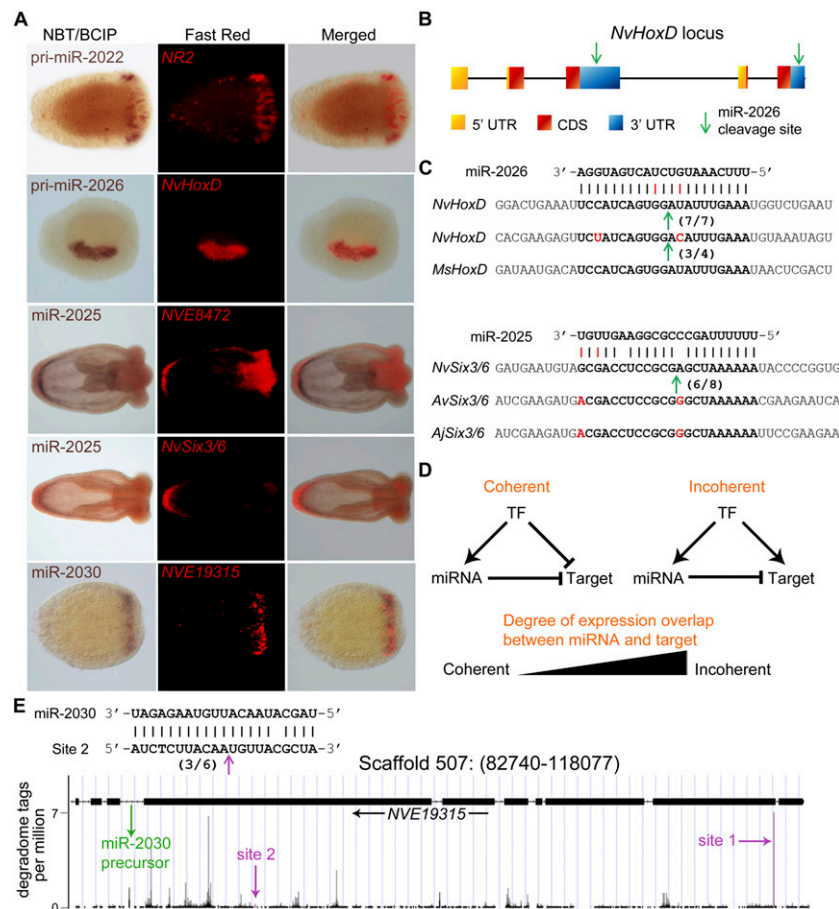 A
NBT/BCIP Fast Red Merged
pri-miR-2022 NR2
pri-miR-2026 NvHoxD
miR-2025 NVE8472
miR-2025 NvSix3/6
miR-2030 NVE19315
B
NvHoxD locus
5' UTR CDS 3' UTR miR-2026
cleavage site
C
miR-2026 3'-AGGUAGUCAUCUGUAAACUUU-5'
NvHoxD GGACUGAAAUUCCAUCAGUGGAUAUUUGAAAUGGUCUGAAU
(7/7)
NvHoxD CACGAAGAGUUCUAUCAGUGGACAUUUGAAAUGUAAAUAGU
(3/4)
MsHoxD GAUAAUGACAUCCAUCAGUGGAUAUUUGAAAUAACUCGACU
miR-2025 3'-UGUUGAAGGCGCCCGAUUUUUU-5'
NvSix3/6 GAUGAAUGUAGCGACCUCCGCGAGCUAAAAAAUACCCCGGUG
(6/8)
AvSix3/6 AUCGAAGAUGACGACCUCCGCGGGCUAAAAAACGAAGAAUCA
AjSix3/6 AUCGAAGAUGACGACCUCCGCGGGCUAAAAAAUUCCGAAGAA
D
Coherent Incoherent
TF TF
miRNA Target miRNA Target
Degree of expression overlap
between miRNA and target
Coherent Incoherent
E
miR-2030 3'-UAGAGAAUGUUACAAUACGAU-5'
Site 2 5'-AUCUCUUACAAUGUUACGCUA-3'
(3/6)
Scaffold 507: (82740-118077)
degradome tags
per million
7
0
NVE19315
miR-2030
precursor
site 2
site 1